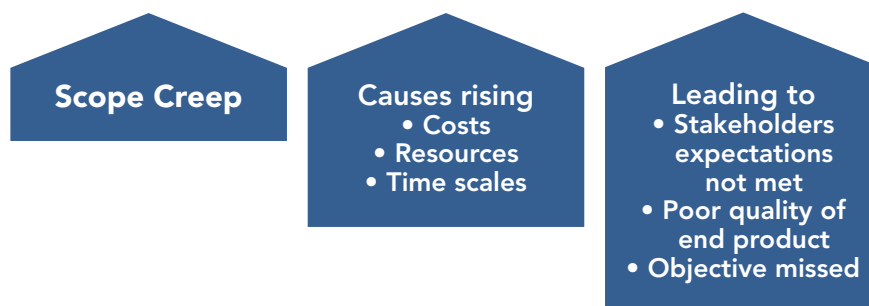 Scope Creep
Causes rising
• Costs
• Resources
• Time scales
Leading to
• Stakeholders
expectations
not met
• Poor quality of
end product
• Objective missed